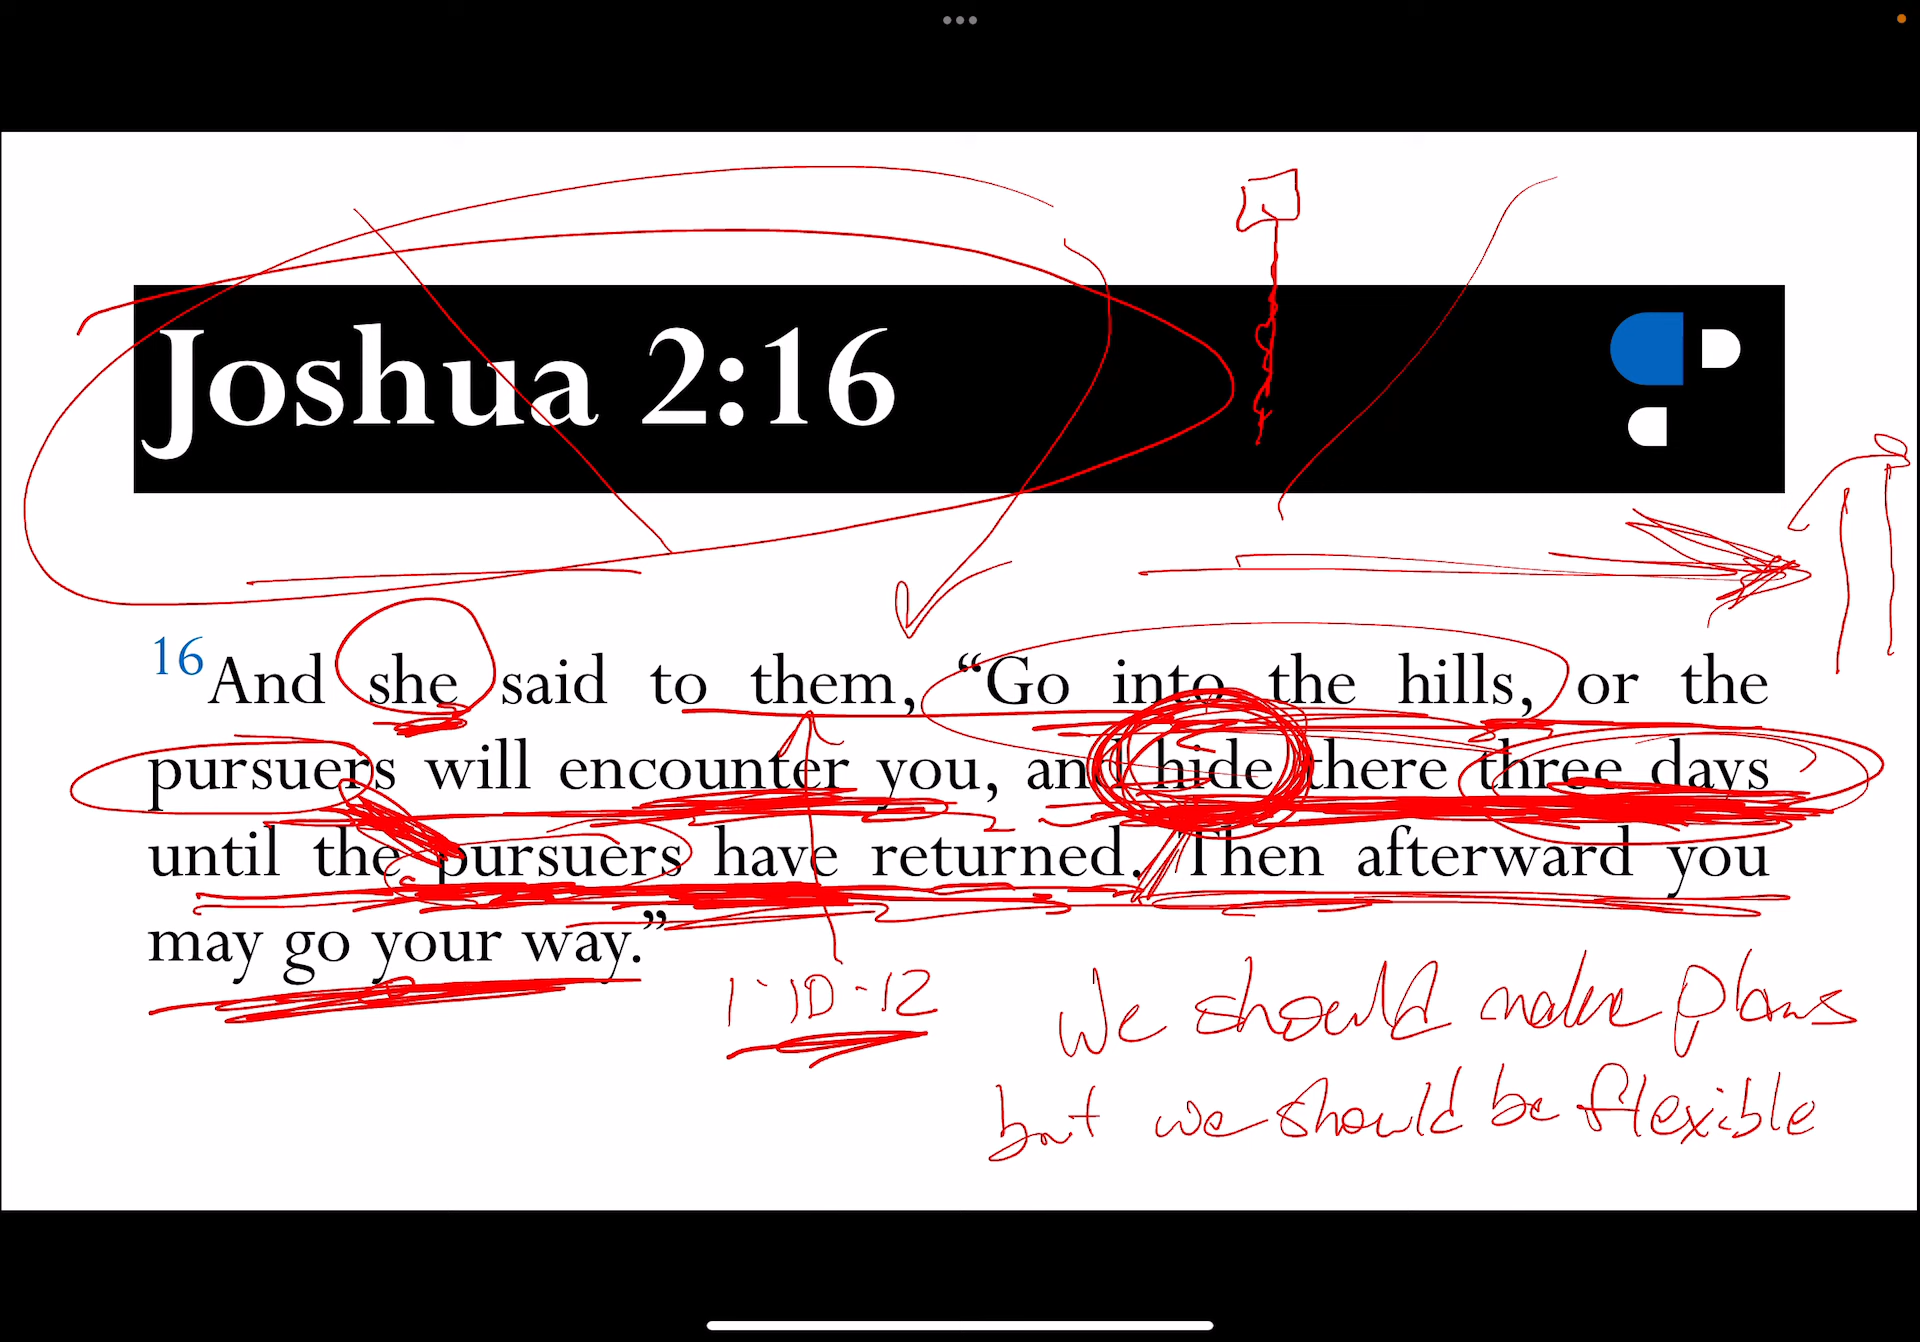 Joshua 2:16
16 And she said to them, “Go into the hills, or the
pursuers will encounter you, and hide there three days
until the pursuers have returned. Then afterward you
may go your way.”
1:10-12
We should make plans
but we should be flexible